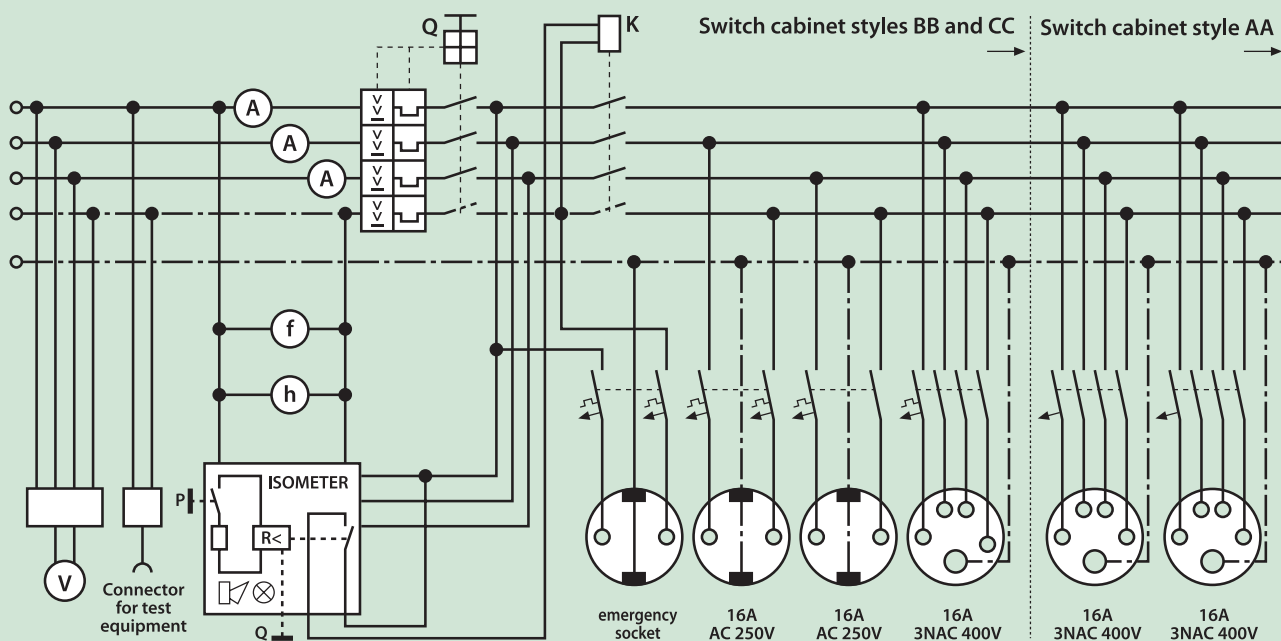 Q
K
Switch cabinet styles BB and CC
Switch cabinet style AA
A
A
A
f
h
ISOMETER
P
R<
V
Connector
for test
equipment
Q
emergency
socket
16A
AC 250V
16A
AC 250V
16A
3NAC 400V
16A
3NAC 400V
16A
3NAC 400V